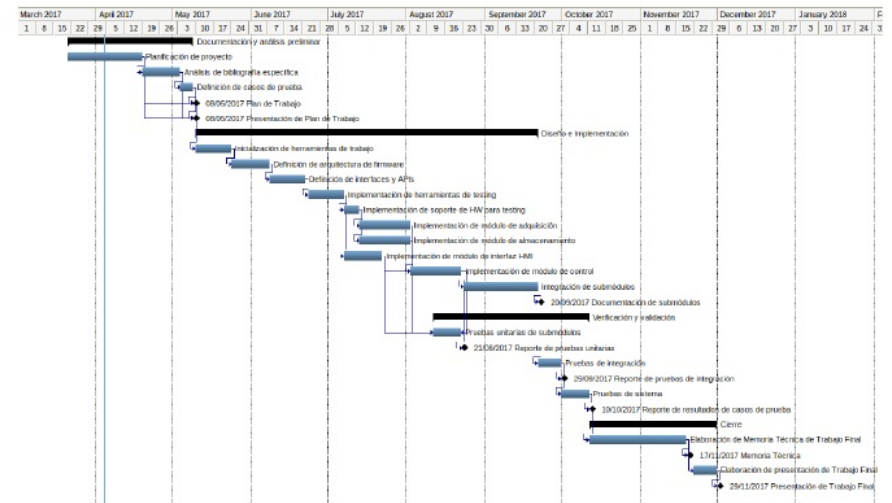 March 2017 April 2017 May 2017 June 2017 July 2017 August 2017 September 2017 October 2017 November 2017 December 2017 January 2018 F
1 8 15 22 29 5 12 19 26 3 10 17 24 31 7 14 21 28 5 12 19 26 2 9 16 23 30 6 13 20 27 4 11 18 25 1 8 15 22 29 6 13 20 27 3 10 17 24 31
Documentación y análisis preliminar
Planificación de proyecto
Análisis de bibliografía específica
Definición de casos de prueba
08/05/2017 Plan de Trabajo
08/05/2017 Presentación de Plan de Trabajo
Diseño e Implementación
Inicialización de herramientas de trabajo
Definición de arquitectura de firmware
Definición de interfaces y APIs
Implementación de herramientas de testing
Implementación de soporte de HW para testing
Implementación de módulo de adquisición
Implementación de módulo de almacenamiento
Implementación de módulo de interfaz HMI
Implementación de módulo de control
Integración de submódulos
20/09/2017 Documentación de submódulos
Verificación y validación
Pruebas unitarias de submódulos
21/08/2017 Reporte de pruebas unitarias
Pruebas de integración
29/09/2017 Reporte de pruebas de integración
Pruebas de sistema
10/10/2017 Reporte de resultados de casos de prueba
Cierre
Elaboración de Memoria Técnica de Trabajo Final
17/11/2017 Memoria Técnica
Elaboración de presentación de Trabajo Final
29/11/2017 Presentación de Trabajo Final